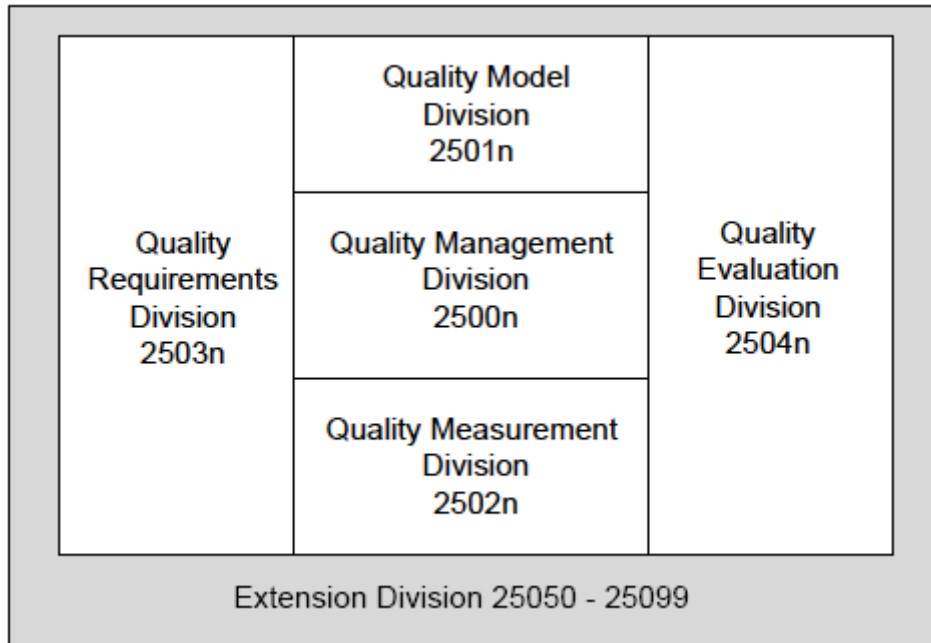 Quality
Requirements
Division
2503n
Quality Model
Division
2501n
Quality Management
Division
2500n
Quality Measurement
Division
2502n
Quality
Evaluation
Division
2504n
Extension Division 25050 - 25099